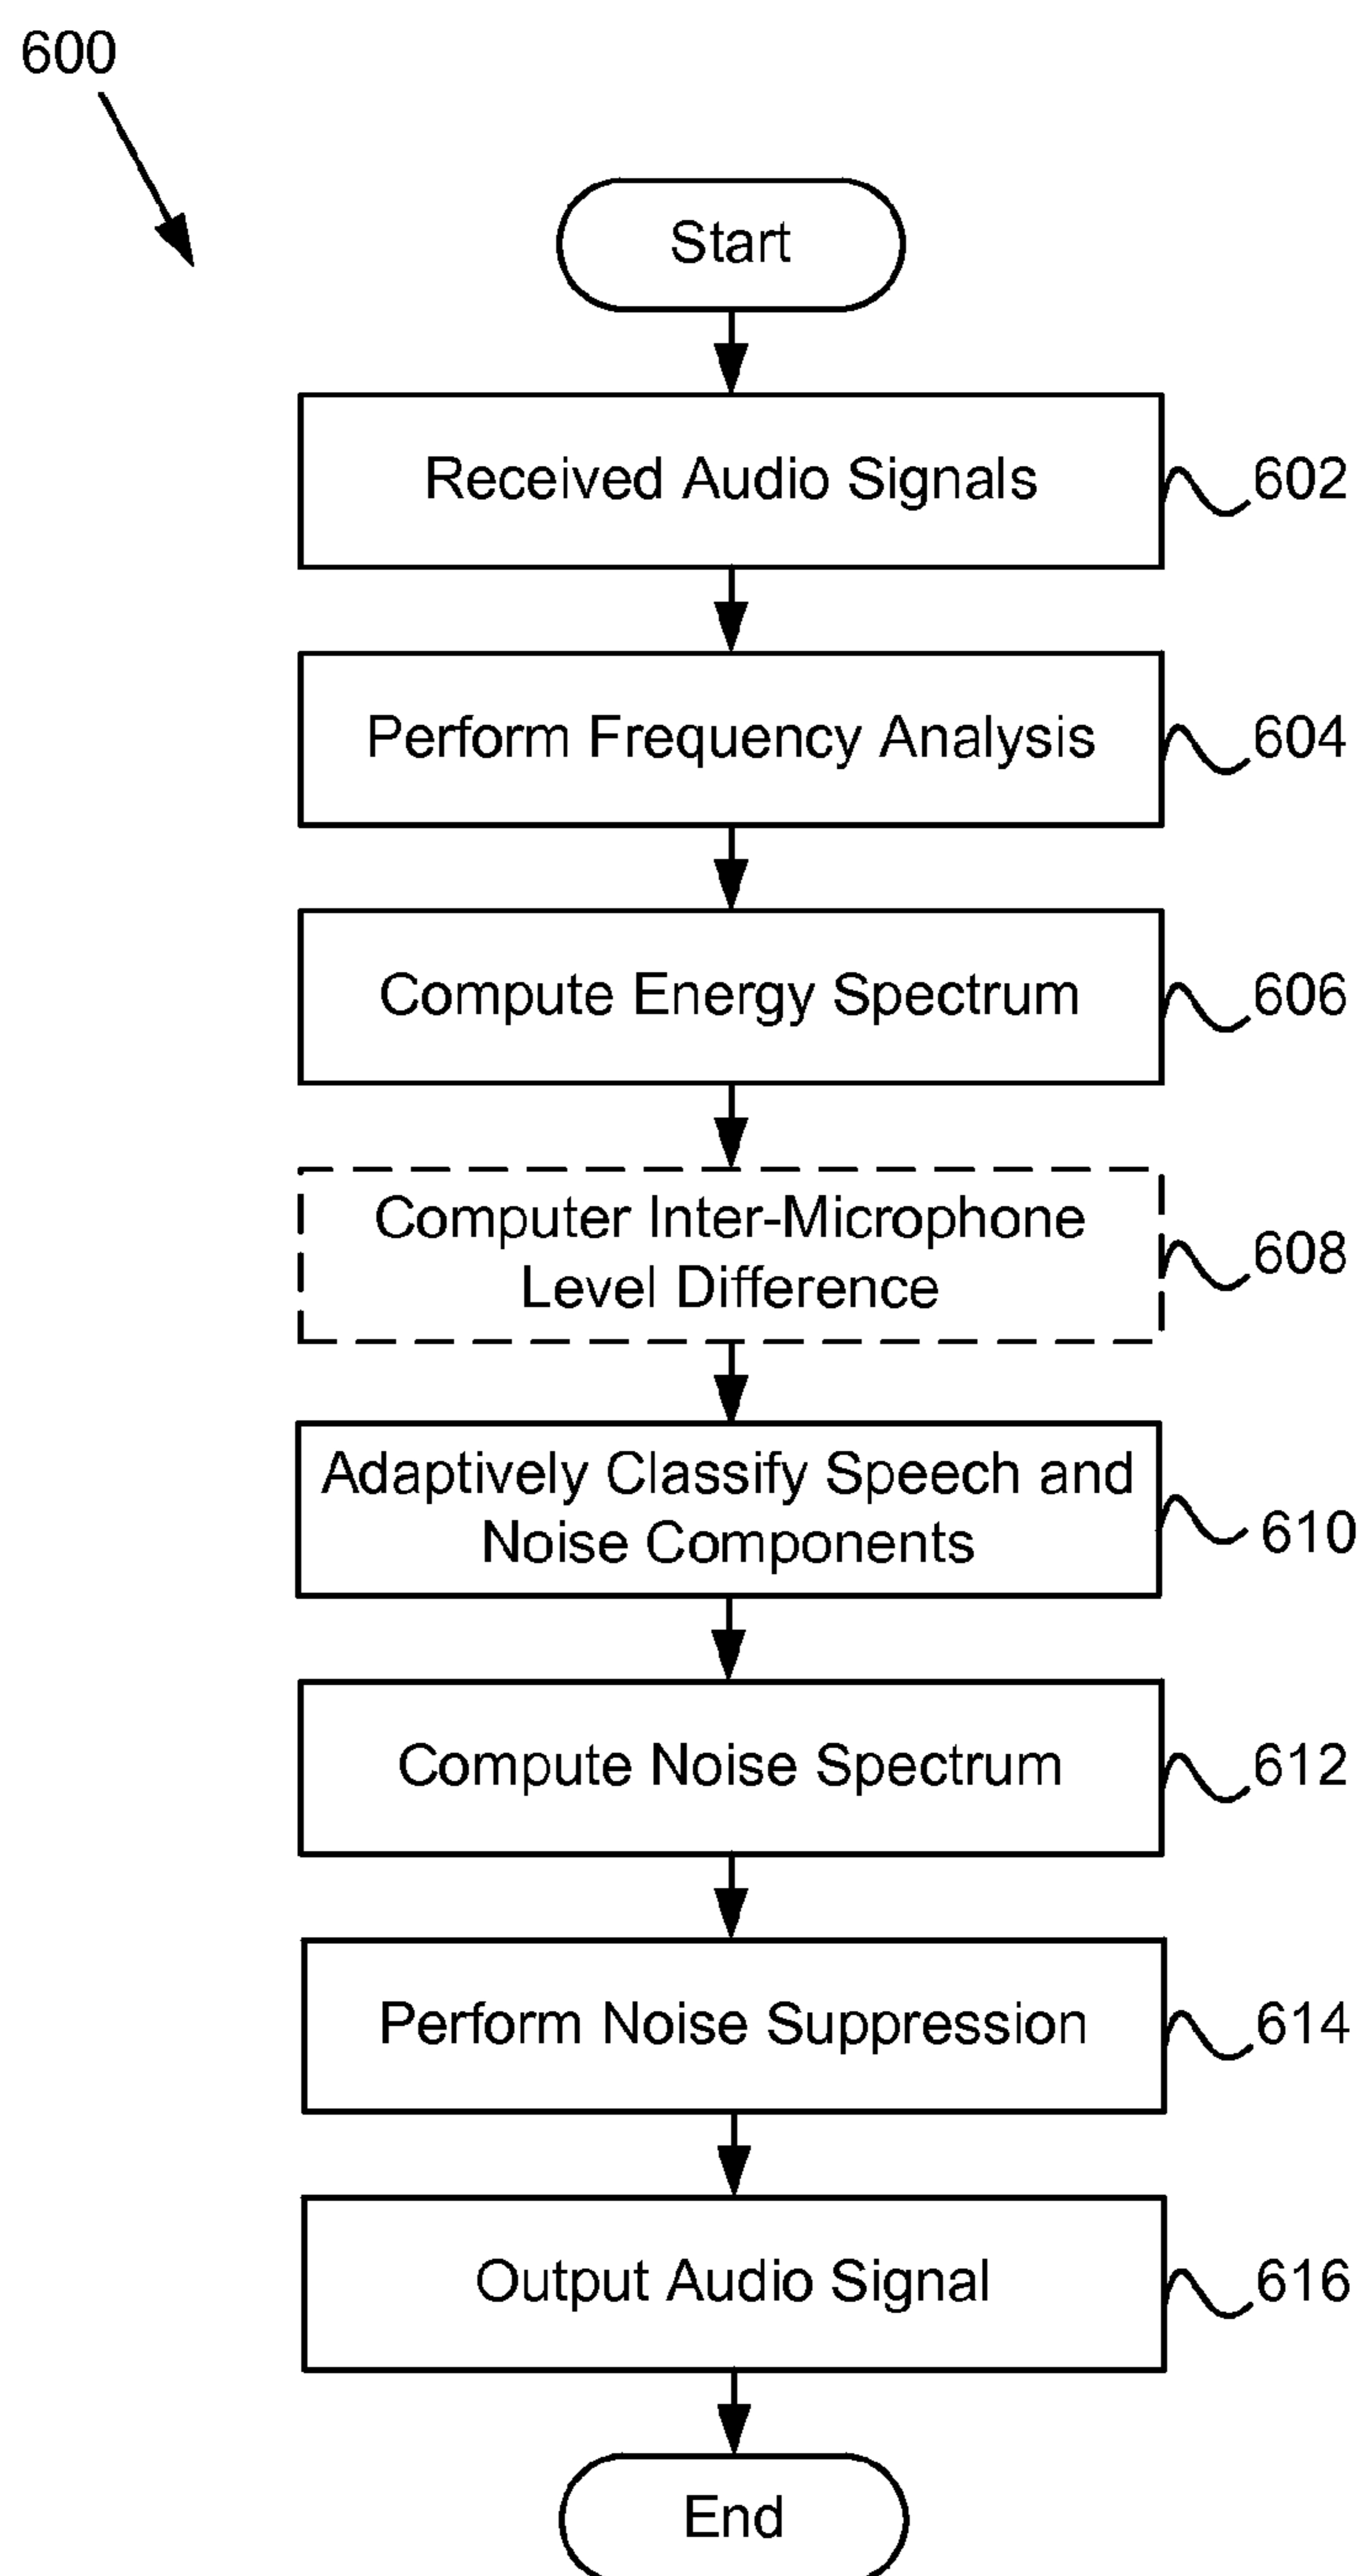 600
Start
Received Audio Signals
602
Perform Frequency Analysis
604
Compute Energy Spectrum
606
Computer Inter-Microphone
Level Difference
608
Adaptively Classify Speech and
Noise Components
610
Compute Noise Spectrum
612
Perform Noise Suppression
614
Output Audio Signal
616
End